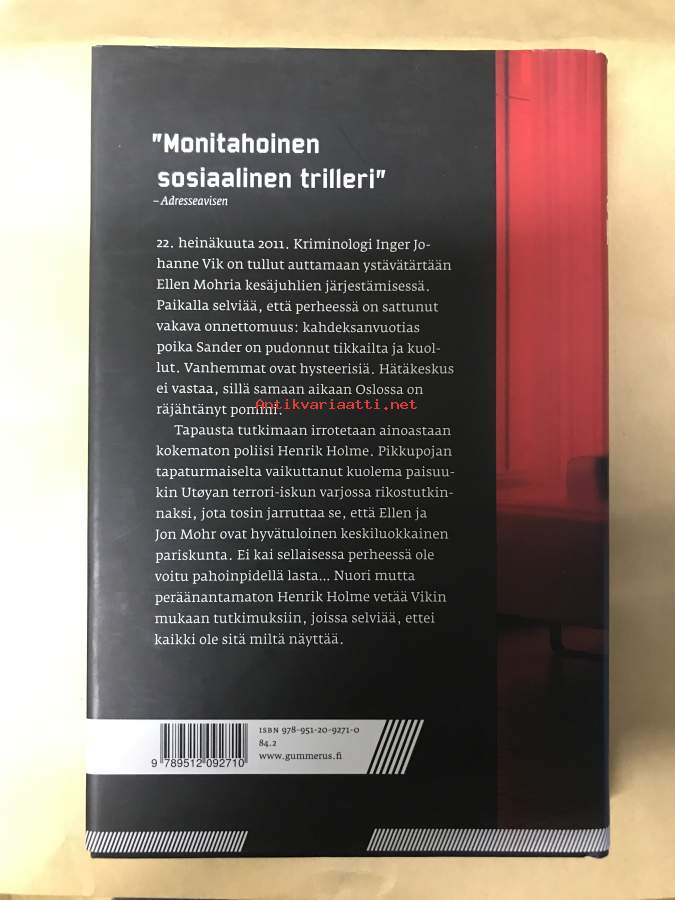 "Monitahoinen
sosiaalinen trilleri"
– Adresseavisen
22. heinäkuuta 2011. Kriminologi Inger Jo-
hanne Vik on tullut auttamaan ystävätärtään
Ellen Mohria kesäjuhlien järjestämisessä.
Paikalla selviää, että perheessä on sattunut
vakava onnettomuus: kahdeksanvuotias
poika Sander on pudonnut tikkailta ja kuol-
lut. Vanhemmat ovat hysteerisiä. Hätäkeskus
ei vastaa, sillä samaan aikaan Oslossa on
Antikvariaatti.net
räjähtänyt pommi.
Tapausta tutkimaan irrotetaan ainoastaan
kokematon poliisi Henrik Holme. Pikkupojan
tapaturmaiselta vaikuttanut kuolema paisuu-
kin Utøyan terrori-iskun varjossa rikostutkin-
naksi, jota tosin jarruttaa se, että Ellen ja
Jon Mohr ovat hyvätuloinen keskiluokkainen
pariskunta. Ei kai sellaisessa perheessä ole
voitu pahoinpidellä lasta... Nuori mutta
peräänantamaton Henrik Holme vetää Vikin
mukaan tutkimuksiin, joissa selviää, ettei
kaikki ole sitä miltä näyttää.
ISBN 978-951-20-9271-0
84.2
www.gummerus.fi
9 789512 092710